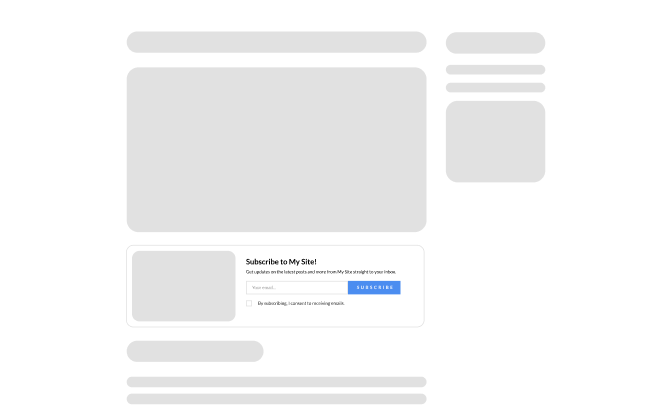 Subscribe to My Site!
Get updates on the latest posts and more from My Site straight to your inbox.
Your email...
SUBSCRIBE
By subscribing, I consent to receiving emails.